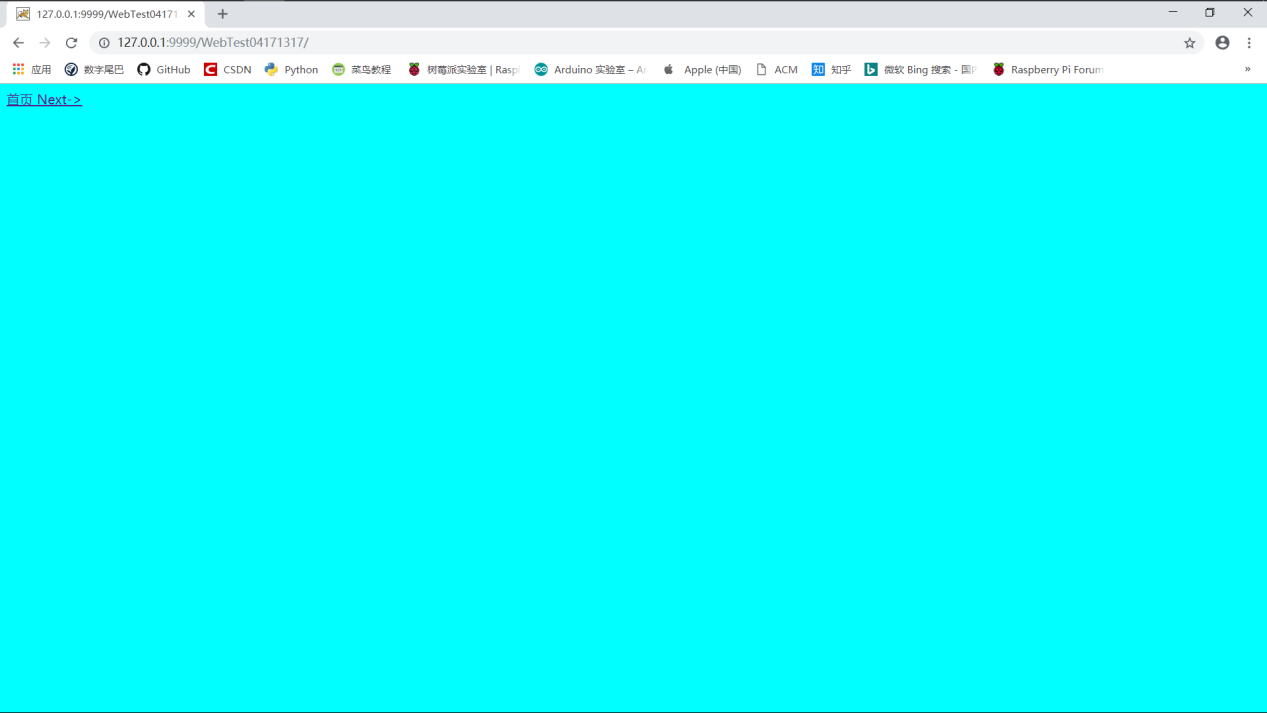 127.0.0.1:9999/WebTest04171
127.0.0.1:9999/WebTest04171317/
应用 数字尾巴 GitHub CSDN Python 菜鸟教程 树莓派实验室 | Raspi Arduino 实验室 – Ar Apple (中国) ACM 知乎 微软 Bing 搜索 - 国 Raspberry Pi Forum »
首页 Next->